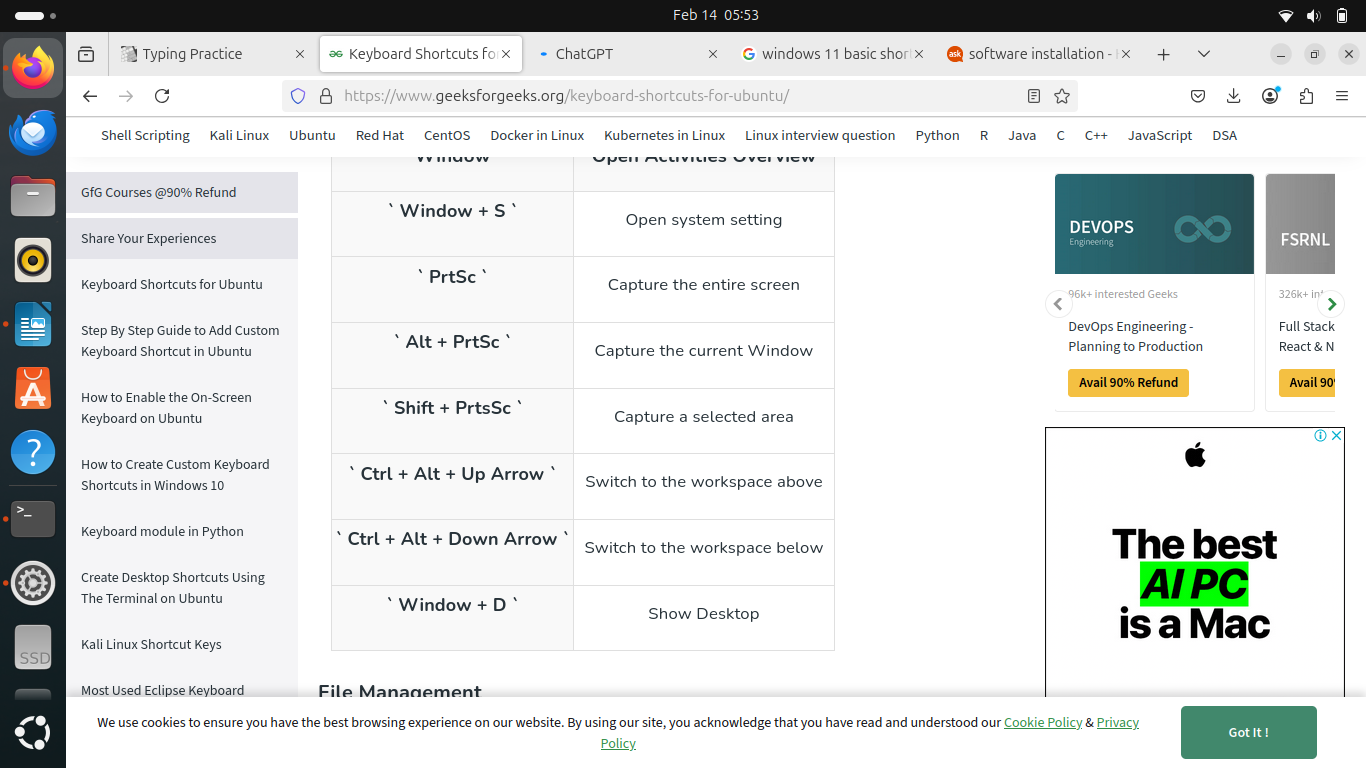 Feb 14 05:53
Typing Practice
Keyboard Shortcuts fo
ChatGPT
windows 11 basic shor
ask
software installation -
https://www.geeksforgeeks.org/keyboard-shortcuts-for-ubuntu/
Shell Scripting Kali Linux Ubuntu Red Hat CentOS Docker in Linux Kubernetes in Linux Linux interview question Python R Java C C++ JavaScript DSA
GfG Courses @90% Refund
Share Your Experiences
Keyboard Shortcuts for Ubuntu
Step By Step Guide to Add Custom
Keyboard Shortcut in Ubuntu
How to Enable the On-Screen
Keyboard on Ubuntu
How to Create Custom Keyboard
Shortcuts in Windows 10
Keyboard module in Python
Create Desktop Shortcuts Using
The Terminal on Ubuntu
Kali Linux Shortcut Keys
Most Used Eclipse Keyboard
Window Open Activities Overview
` Window + S ` Open system setting
` PrtSc ` Capture the entire screen
` Alt + PrtSc ` Capture the current Window
` Shift + PrtsSc ` Capture a selected area
` Ctrl + Alt + Up Arrow ` Switch to the workspace above
` Ctrl + Alt + Down Arrow ` Switch to the workspace below
` Window + D ` Show Desktop
File Management
DEVOPS
Engineering
96k+ interested Geeks
DevOps Engineering -
Planning to Production
Avail 90% Refund
FSRNL
326k+ int
Full Stack
React & N
Avail 90
The best
AI PC
is a Mac
SSD
We use cookies to ensure you have the best browsing experience on our website. By using our site, you acknowledge that you have read and understood our Cookie Policy & Privacy
Policy
Got It !